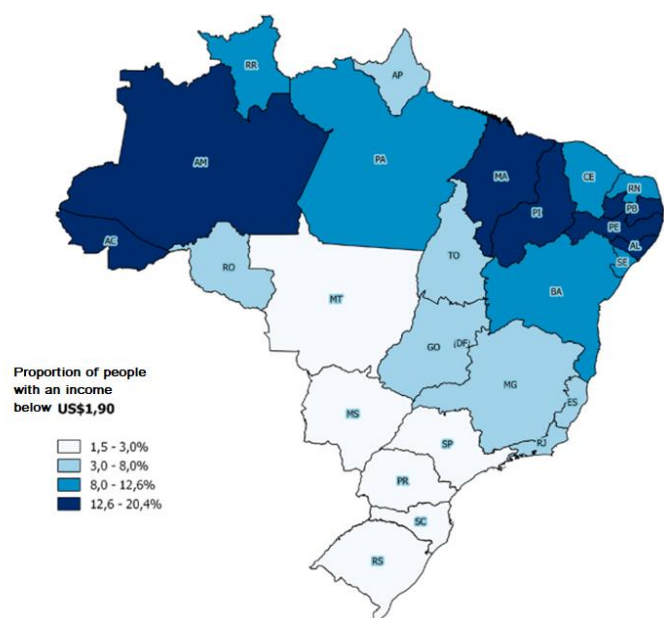 RR
AP
AM
PA
MA
CE
RN
PI
PB
PE
AC
AL
SE
TO
RO
BA
MT
GO
(DF)
MG
ES
MS
SP
RJ
PR
SC
RS
Proportion of people
with an income
below US$1,90
1,5 - 3,0%
3,0 - 8,0%
8,0 - 12,6%
12,6 - 20,4%